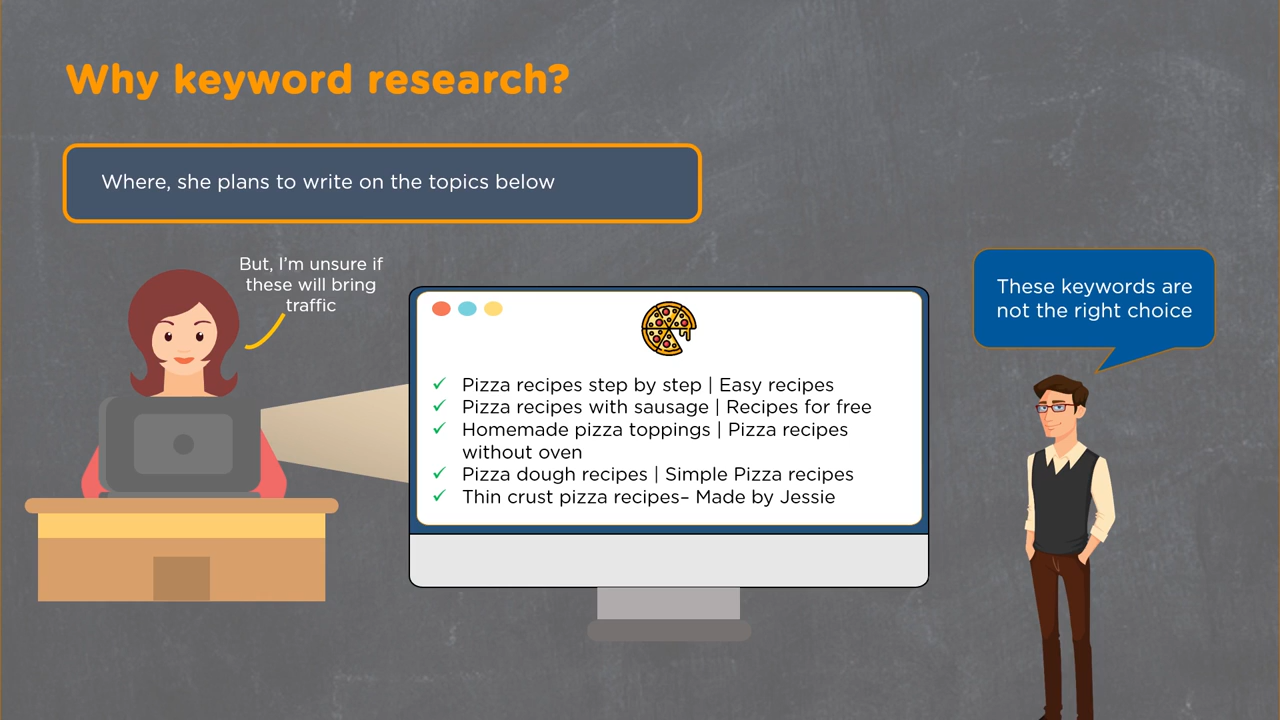 Why keyword research?
Where, she plans to write on the topics below
But, I'm unsure if
these will bring
traffic
✓ Pizza recipes step by step | Easy recipes
✓ Pizza recipes with sausage | Recipes for free
✓ Homemade pizza toppings | Pizza recipes
without oven
✓ Pizza dough recipes | Simple Pizza recipes
✓ Thin crust pizza recipes– Made by Jessie
These keywords are
not the right choice